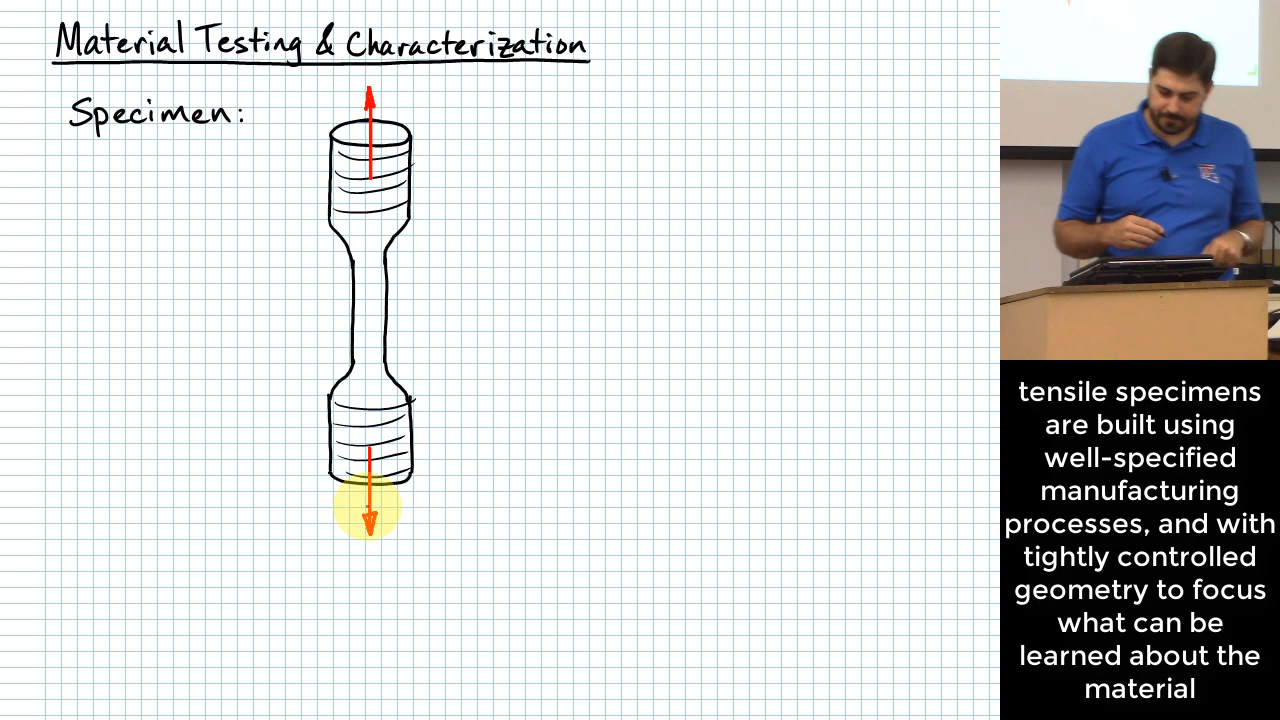 Material Testing & Characterization
Specimen:
tensile specimens
are built using
well-specified
manufacturing
processes, and with
tightly controlled
geometry to focus
what can be
learned about the
material